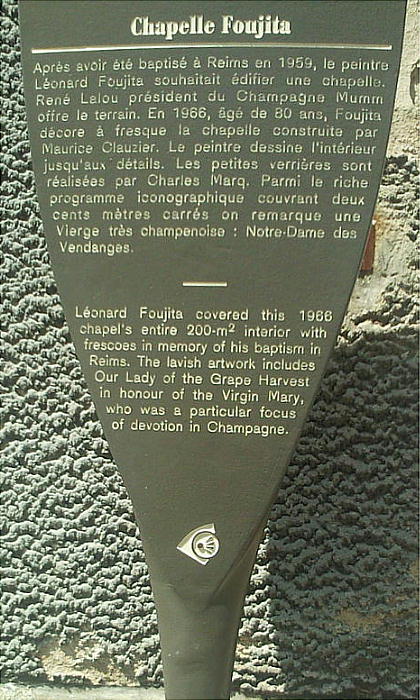 Chapelle Foujita
Après avoir été baptisé à Reims en 1959, le peintre
Léonard Foujita souhaitait édifier une chapelle.
René Lalou président du Champagne Mumm
offre le terrain. En 1966, âgé de 80 ans, Foujita
décore à fresque la chapelle construite par
Maurice Clauzier. Le peintre dessine l'intérieur
jusqu'aux détails. Les petites verrières sont
réalisées par Charles Marq. Parmi le riche
programme iconographique couvrant deux
cents mètres carrés on remarque une
Vierge très champenoise : Notre-Dame des
Vendanges.
Léonard Foujita covered this 1966
chapel's entire 200-m² interior with
frescoes in memory of his baptism in
Reims. The lavish artwork includes
Our Lady of the Grape Harvest
in honour of the Virgin Mary,
who was a particular focus
of devotion in Champagne.